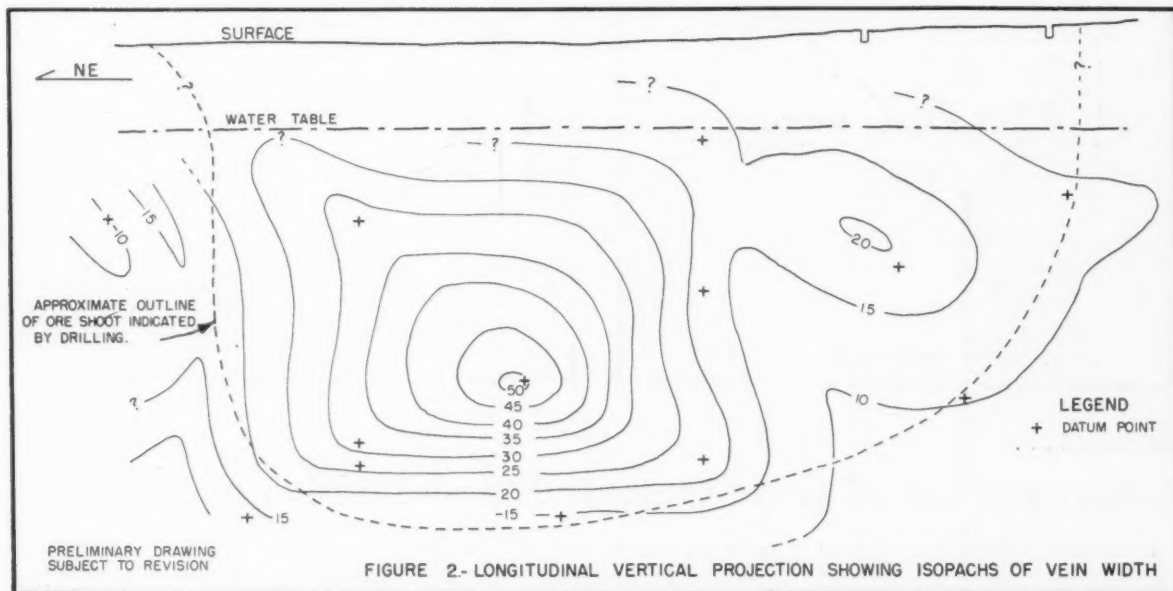 SURFACE
NE
?
?
?
?
WATER TABLE
?
?
15
-10
20
APPROXIMATE OUTLINE
OF ORE SHOOT INDICATED
BY DRILLING.
15
50
45
?
10
40
LEGEND
35
+ DATUM POINT
30
25
20
15
-15
PRELIMINARY DRAWING
SUBJECT TO REVISION
FIGURE 2.- LONGITUDINAL VERTICAL PROJECTION SHOWING ISOPACHS OF VEIN WIDTH